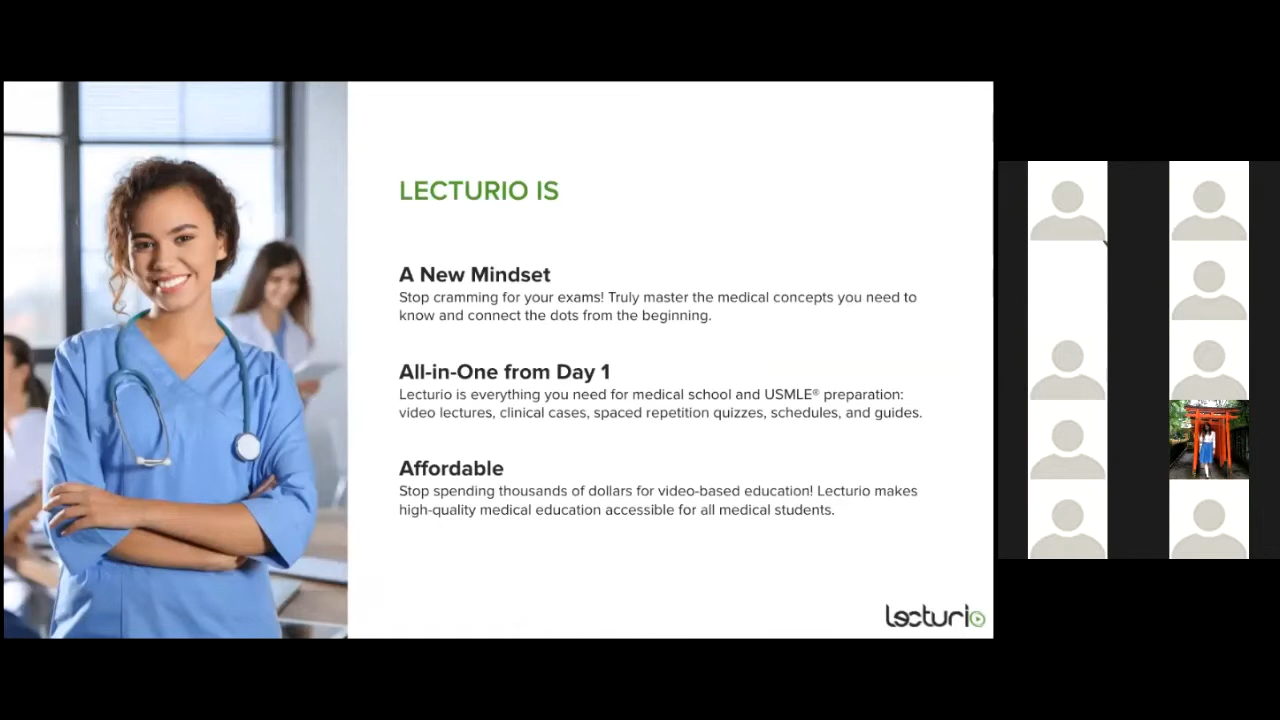 LECTURIO IS
A New Mindset
Stop cramming for your exams! Truly master the medical concepts you need to
know and connect the dots from the beginning.
All-in-One from Day 1
Lecturio is everything you need for medical school and USMLE® preparation:
video lectures, clinical cases, spaced repetition quizzes, schedules, and guides.
Affordable
Stop spending thousands of dollars for video-based education! Lecturio makes
high-quality medical education accessible for all medical students.
lecturio